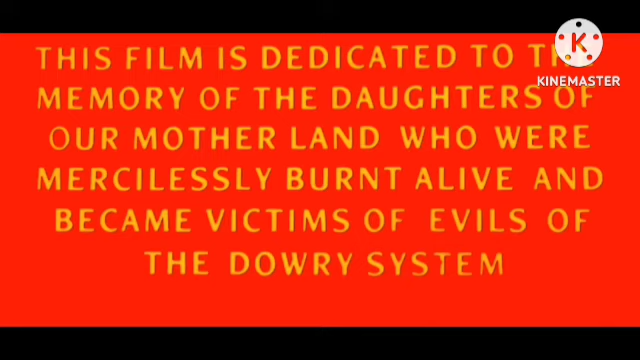 THIS FILM IS DEDICATED TO THE
MEMORY OF THE DAUGHTERS OF
OUR MOTHER LAND WHO WERE
MERCILESSLY BURNT ALIVE AND
BECAME VICTIMS OF EVILS OF
THE DOWRY SYSTEM
K
KINEMASTER